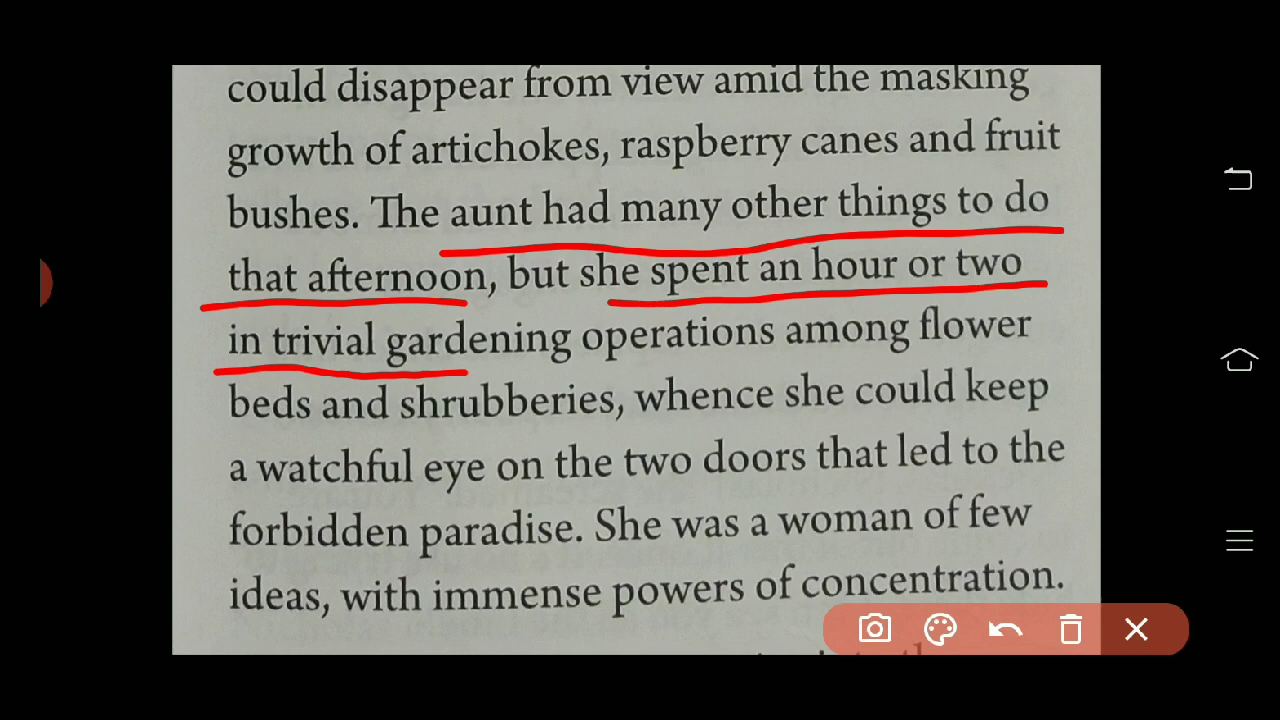 could disappear from view amid the masking
growth of artichokes, raspberry canes and fruit
bushes. The aunt had many other things to do
that afternoon, but she spent an hour or two
in trivial gardening operations among flower
beds and shrubberies, whence she could keep
a watchful eye on the two doors that led to the
forbidden paradise. She was a woman of few
ideas, with immense powers of concentration.